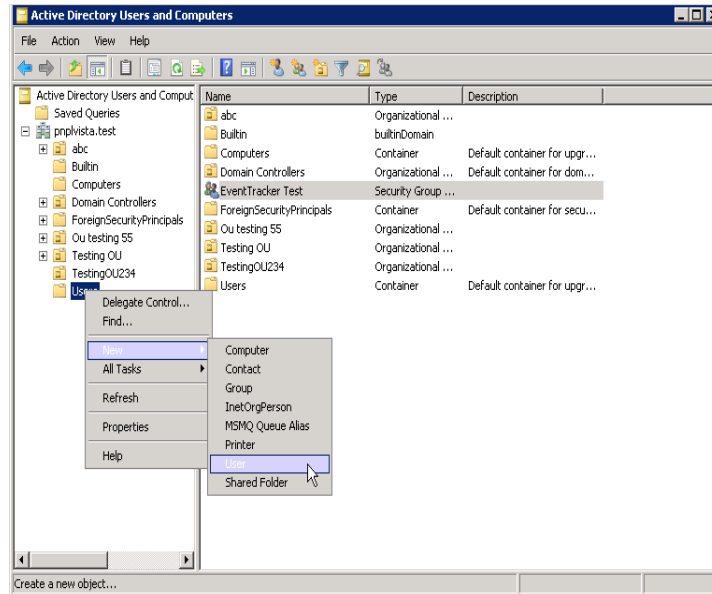 Active Directory Users and Computers
File Action View Help
Active Directory Users and Comput
Saved Queries
pnplvista.test
abc
Builtin
Computers
Domain Controllers
ForeignSecurityPrincipals
Ou testing 55
Testing OU
TestingOU234
Users
Name Type Description
abc Organizational ...
Builtin builtinDomain
Computers Container Default container for upgr...
Domain Controllers Organizational ... Default container for dom...
EventTracker Test Security Group ...
ForeignSecurityPrincipals Container Default container for secu...
Ou testing 55 Organizational ...
Testing OU Organizational ...
TestingOU234 Organizational ...
Users Container Default container for upgr...
Delegate Control...
Find...
New
All Tasks
Refresh
Properties
Help
Computer
Contact
Group
InetOrgPerson
MSMQ Queue Alias
Printer
User
Shared Folder
Create a new object...